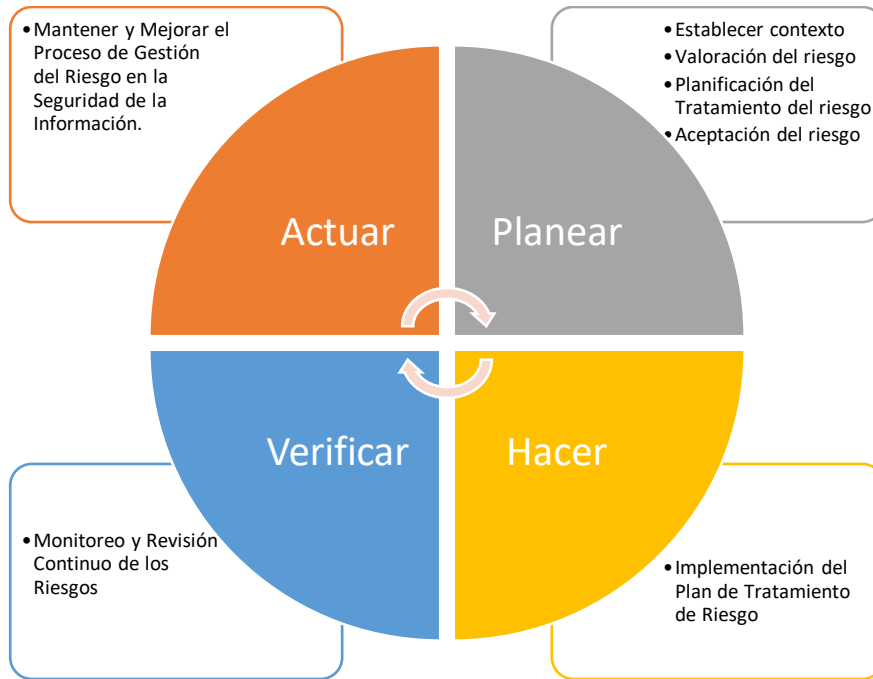 •Mantener y Mejorar el
Proceso de Gestión
del Riesgo en la
Seguridad de la
Información.
•Establecer contexto
•Valoración del riesgo
•Planificación del
Tratamiento del riesgo
•Aceptación del riesgo
Actuar
Planear
Verificar
Hacer
•Monitoreo y Revisión
Continuo de los
Riesgos
•Implementación del
Plan de Tratamiento
de Riesgo